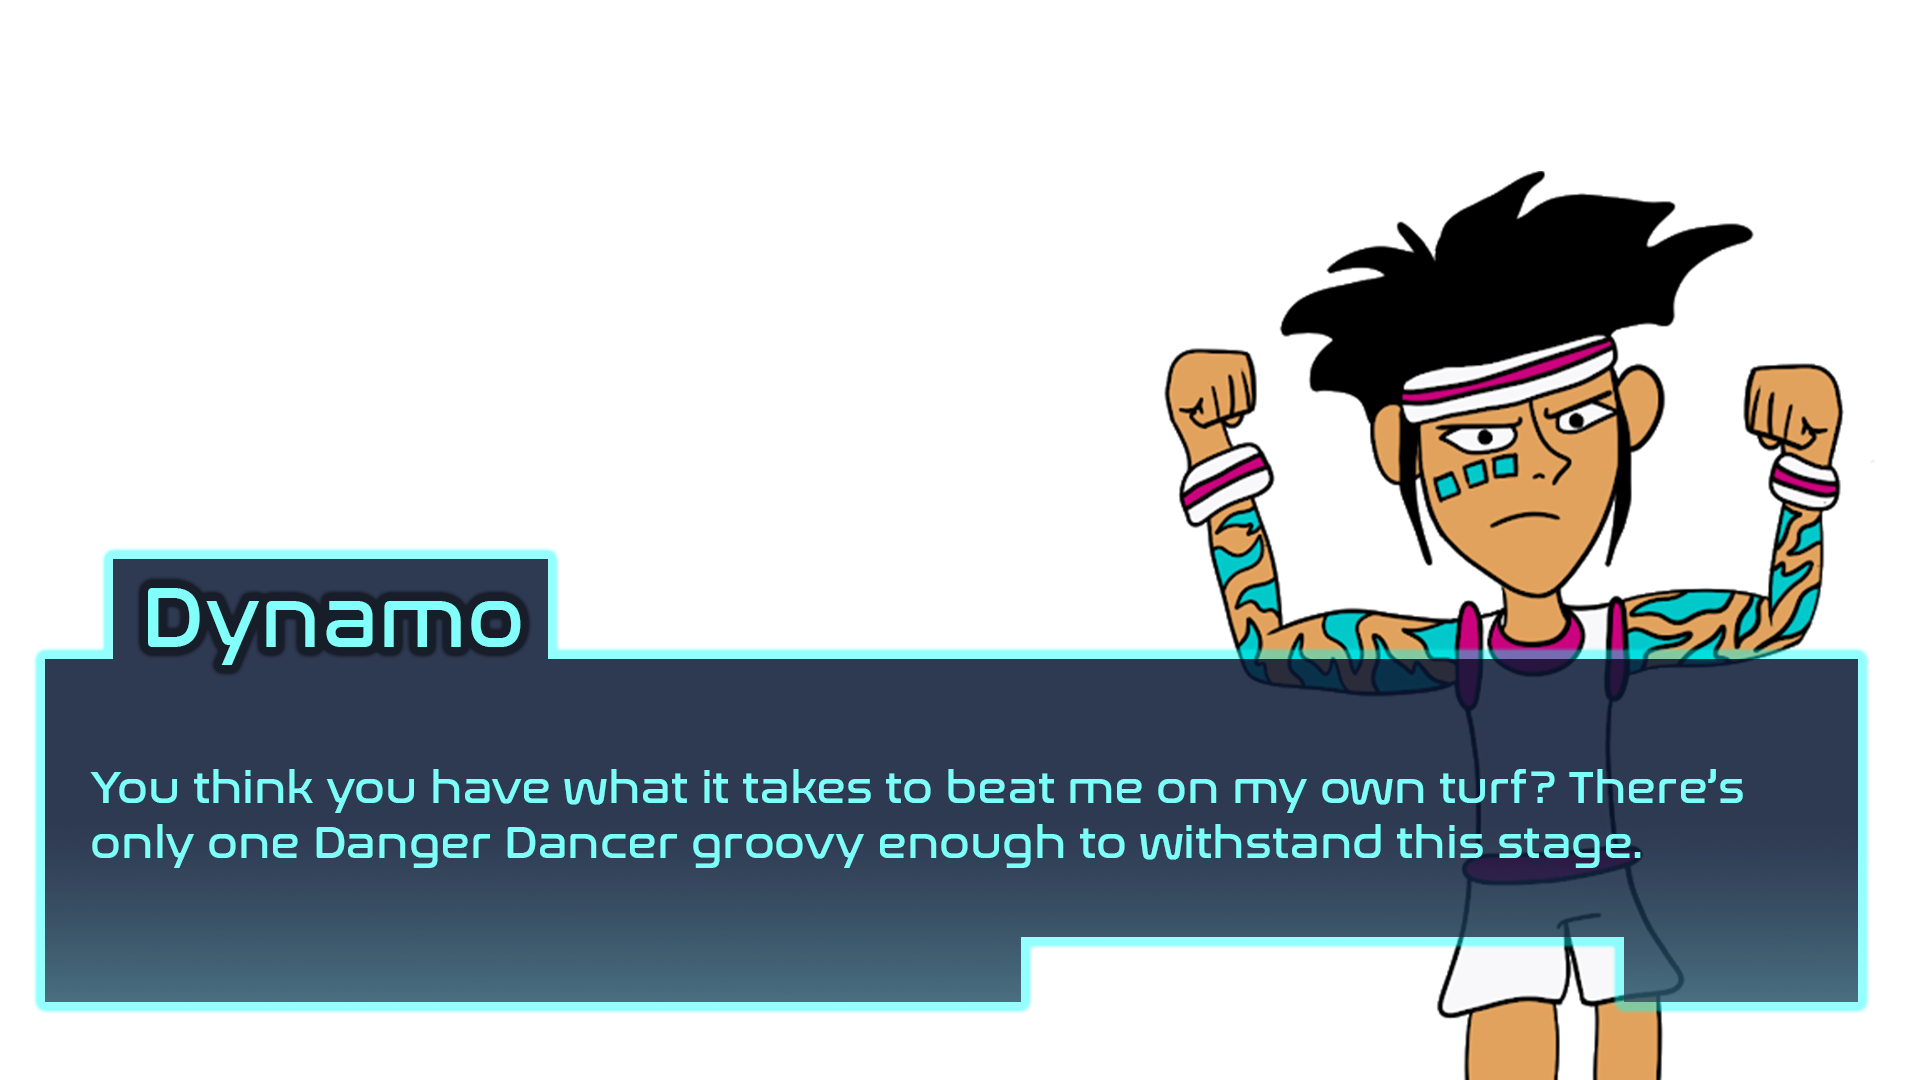 Dynamo
You think you have what it takes to beat me on my own turf? There's
only one Danger Dancer groovy enough to withstand this stage.